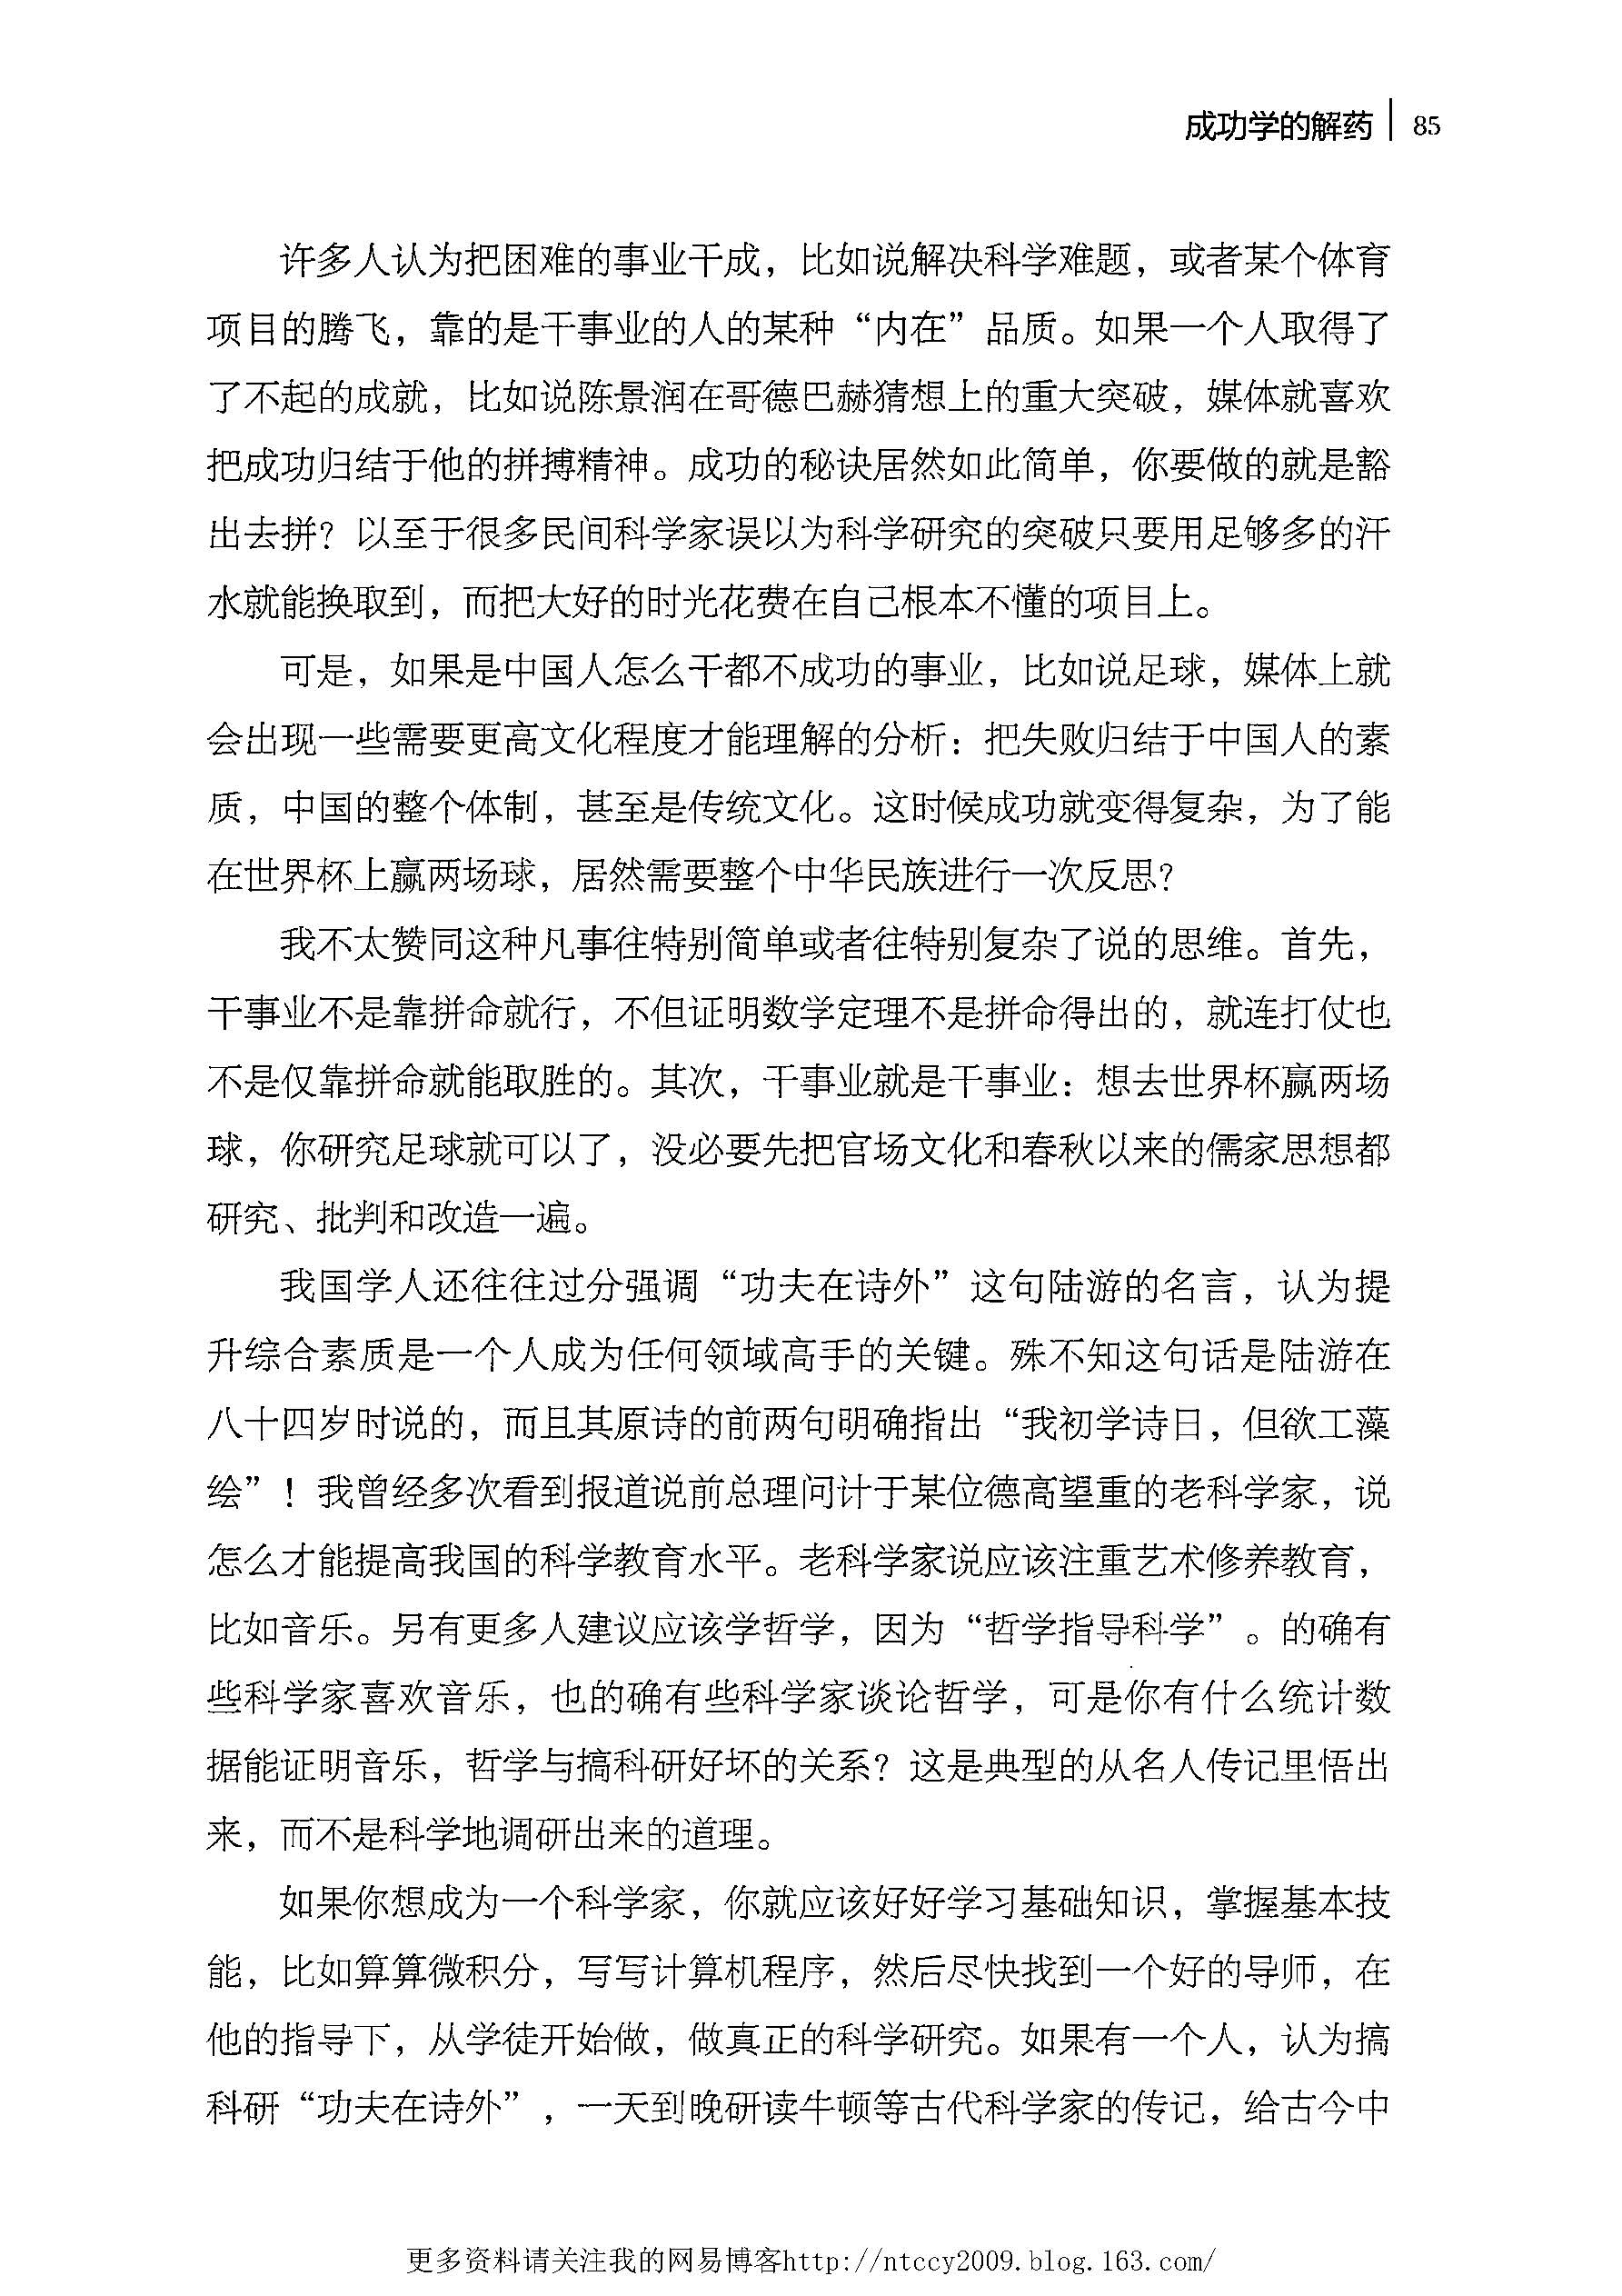 成功学的解药 85
许多人认为把困难的事业干成，比如说解决科学难题，或者某个体育
项目的腾飞，靠的是干事业的人的某种“内在”品质。如果一个人取得了
了不起的成就，比如说陈景润在哥德巴赫猜想上的重大突破，媒体就喜欢
把成功归结于他的拼搏精神。成功的秘诀居然如此简单，你要做的就是豁
出去拼？以至于很多民间科学家误以为科学研究的突破只要用足够多的汗
水就能换取到，而把大好的时光花费在自己根本不懂的项目上。
可是，如果是中国人怎么干都不成功的事业，比如说足球，媒体上就
会出现一些需要更高文化程度才能理解的分析：把失败归结于中国人的素
质，中国的整个体制，甚至是传统文化。这时候成功就变得复杂，为了能
在世界杯上赢两场球，居然需要整个中华民族进行一次反思？
我不太赞同这种凡事往特别简单或者往特别复杂了说的思维。首先，
干事业不是靠拼命就行，不但证明数学定理不是拼命得出的，就连打仗也
不是仅靠拼命就能取胜的。其次，干事业就是干事业：想去世界杯赢两场
球，你研究足球就可以了，没必要先把官场文化和春秋以来的儒家思想都
研究、批判和改造一遍。
我国学人还往往过分强调“功夫在诗外”这句陆游的名言，认为提
升综合素质是一个人成为任何领域高手的关键。殊不知这句话是陆游在
八十四岁时说的，而且其原诗的前两句明确指出“我初学诗日，但欲工藻
绘”！我曾经多次看到报道说前总理问计于某位德高望重的老科学家，说
怎么才能提高我国的科学教育水平。老科学家说应该注重艺术修养教育，
比如音乐。另有更多人建议应该学哲学，因为“哲学指导科学”。的确有
些科学家喜欢音乐，也的确有些科学家谈论哲学，可是你有什么统计数
据能证明音乐，哲学与搞科研好坏的关系？这是典型的从名人传记里悟出
来，而不是科学地调研出来的道理。
如果你想成为一个科学家，你就应该好好学习基础知识，掌握基本技
能，比如算算微积分，写写计算机程序，然后尽快找到一个好的导师，在
他的指导下，从学徒开始做，做真正的科学研究。如果有一个人，认为搞
科研“功夫在诗外”，一天到晚研读牛顿等古代科学家的传记，给古今中
更多资料请关注我的网易博客http://ntccy2009.blog.163.com/